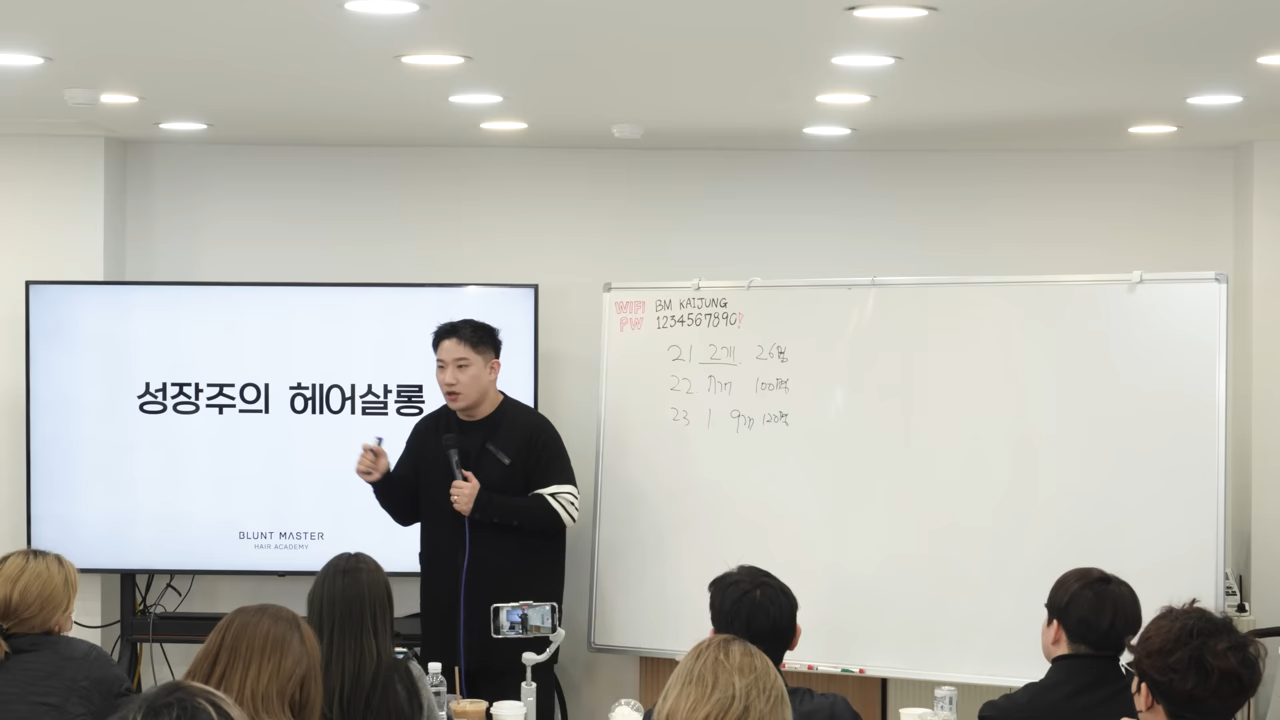 성장주의 헤어살롱
BLUNT MASTER
HAIR ACADEMY
WIFI BM KAIJUNG
PW 1234567890!
21 2개 26명
22 7개 100명
23 9개 120명